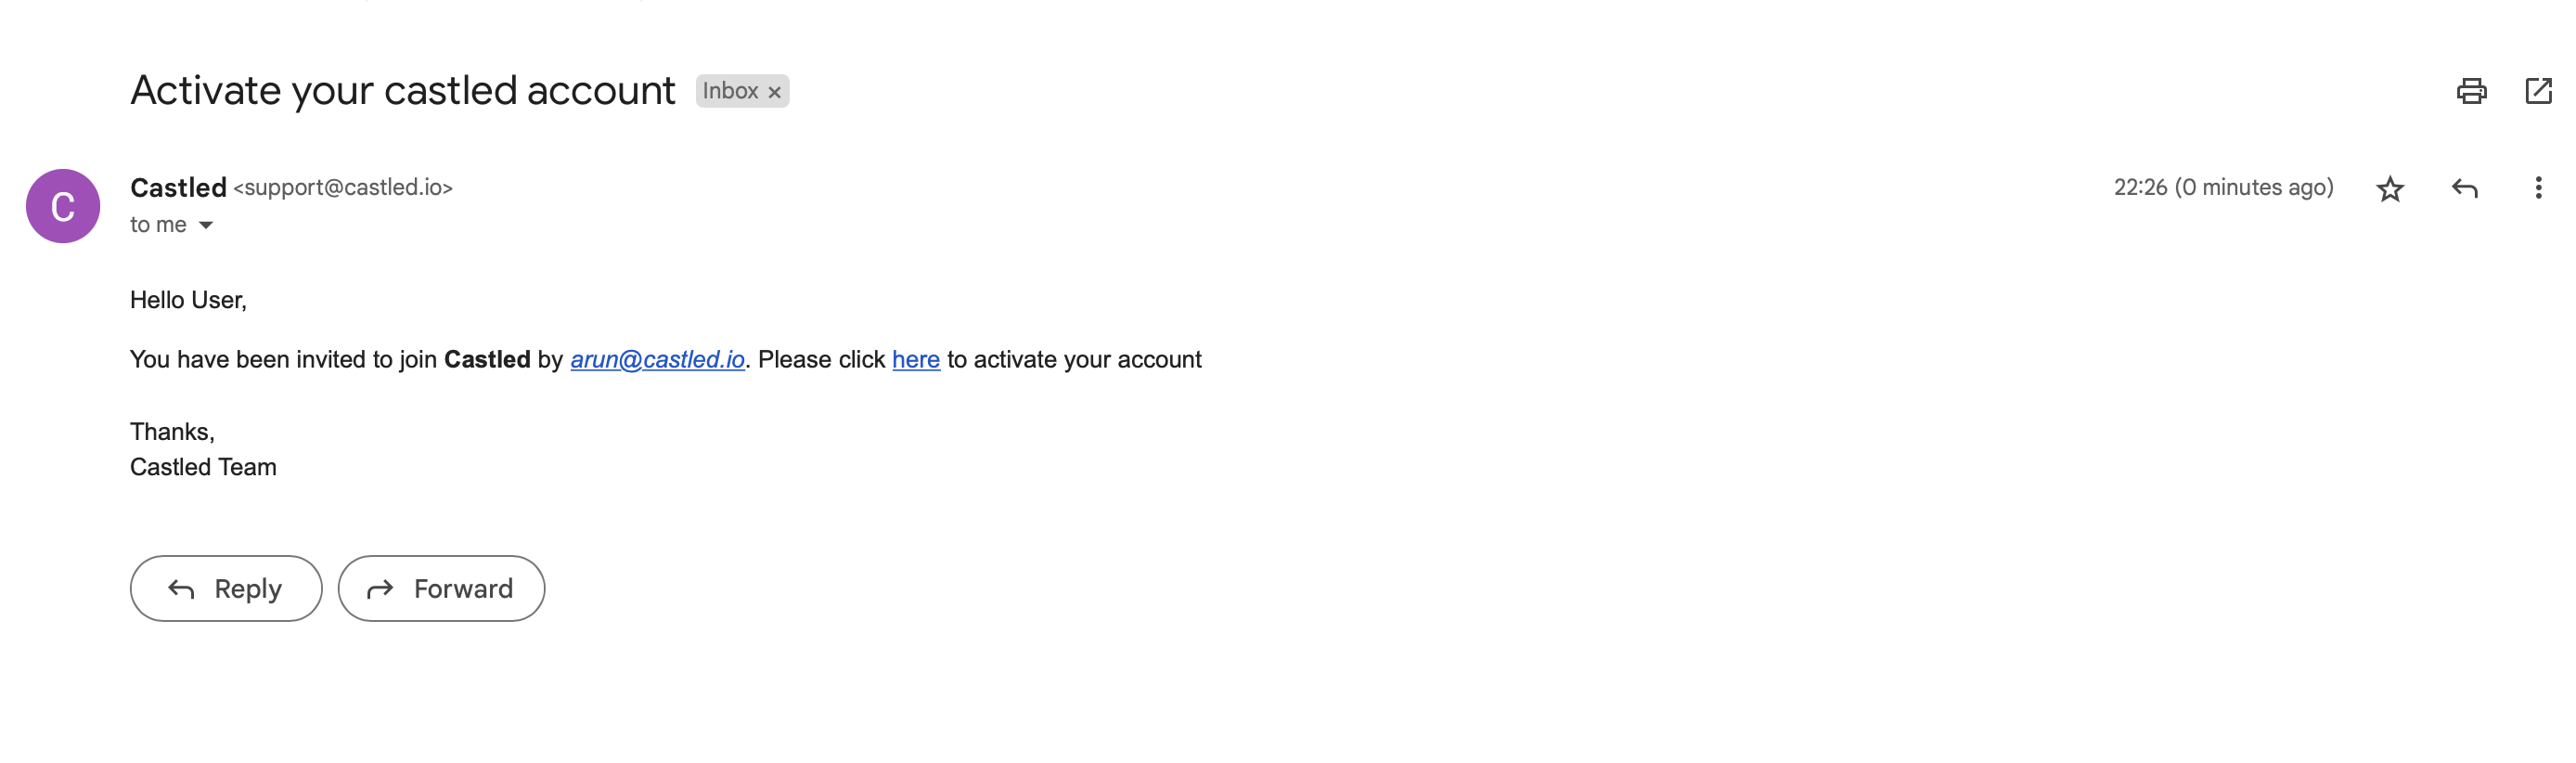 Activate your castled account Inbox ×
Castled <support@castled.io> 22:26 (0 minutes ago)
to me
C
Hello User,
You have been invited to join Castled by arun@castled.io. Please click here to activate your account
Thanks,
Castled Team
Reply Forward